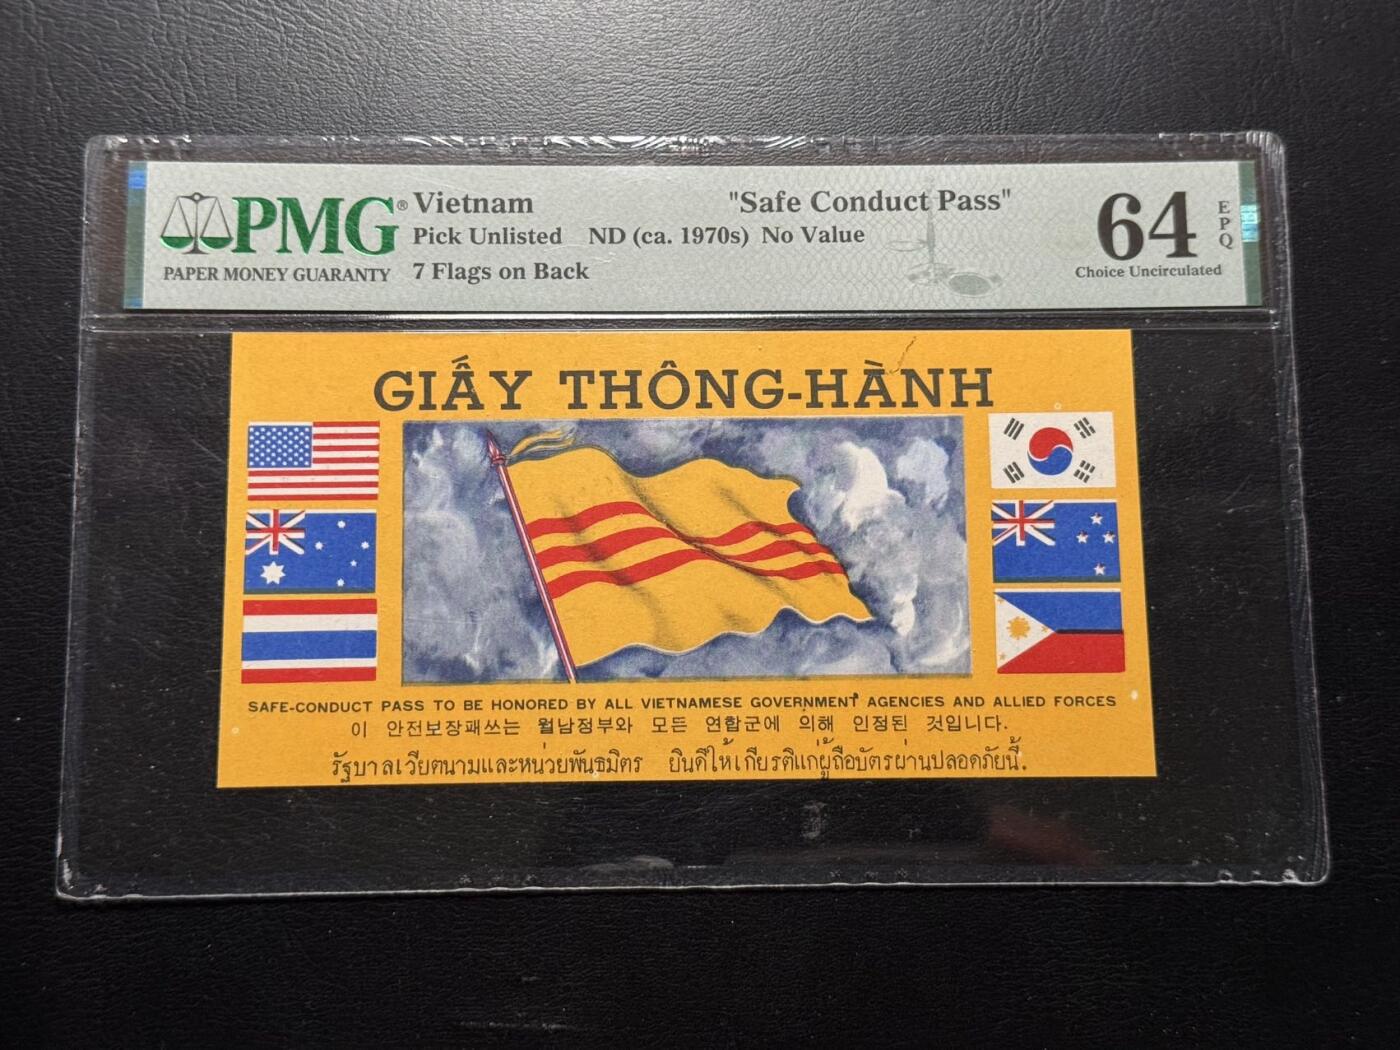 PMG® Vietnam "Safe Conduct Pass" 64 EPQ
Pick Unlisted ND (ca. 1970s) No Value
PAPER MONEY GUARANTY 7 Flags on Back Choice Uncirculated
GIẤY THÔNG-HÀNH
SAFE-CONDUCT PASS TO BE HONORED BY ALL VIETNAMESE GOVERNMENT AGENCIES AND ALLIED FORCES
이 안전보장패쓰는 월남정부와 모든 연합군에 의해 인정된 것입니다.
รัฐบาลเวียตนามและหน่วยพันธมิตร ยินดีให้เกียรติแก่ผู้ถือบัตรผ่านปลอดภัยนี้.